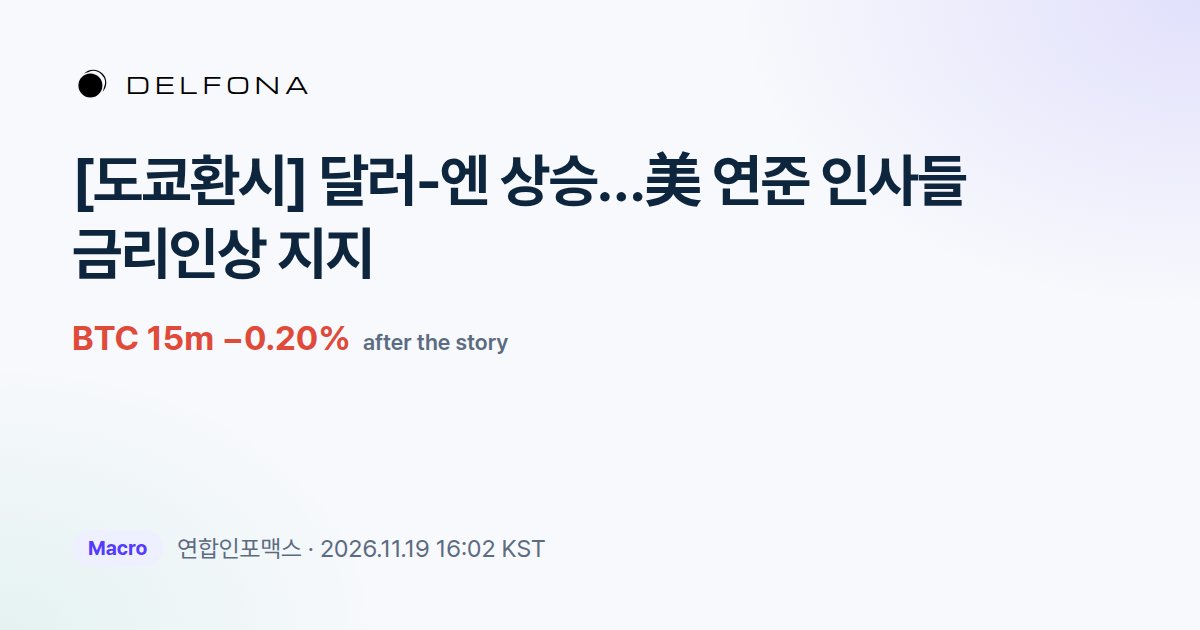 DELFONA
[도쿄환시] 달러-엔 상승…美 연준 인사들
금리인상 지지
BTC 15m −0.20% after the story
Macro 연합인포맥스 · 2026.11.19 16:02 KST